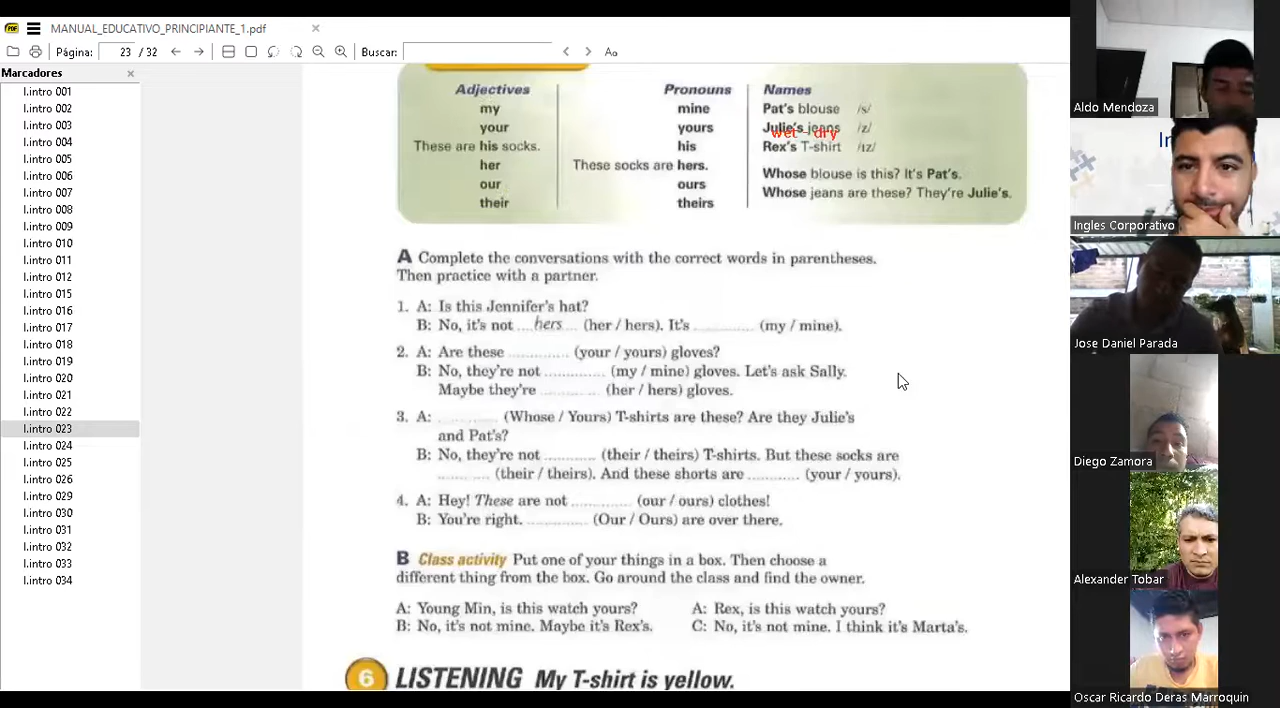 MANUAL_EDUCATIVO_PRINCIPIANTE_1.pdf
Página: 23 / 32
Buscar:
Aa
Marcadores
I.intro 001
I.intro 002
I.intro 003
I.intro 004
I.intro 005
I.intro 006
I.intro 007
I.intro 008
I.intro 009
I.intro 010
I.intro 011
I.intro 012
I.intro 015
I.intro 016
I.intro 017
I.intro 018
I.intro 019
I.intro 020
I.intro 021
I.intro 022
I.intro 023
I.intro 024
I.intro 025
I.intro 026
I.intro 029
I.intro 030
I.intro 031
I.intro 032
I.intro 033
I.intro 034
Adjectives
my
your
These are his socks.
her
our
their
Pronouns
mine
yours
his
These socks are hers.
ours
theirs
Names
Pat's blouse /s/
Julie's jeans /z/
wet dry
Rex's T-shirt /ɪz/
Whose blouse is this? It's Pat's.
Whose jeans are these? They're Julie's.
A Complete the conversations with the correct words in parentheses.
Then practice with a partner.
1. A: Is this Jennifer's hat?
B: No, it's not ....hers.... (her / hers). It's .............. (my / mine).
2. A: Are these .............. (your / yours) gloves?
B: No, they're not .............. (my / mine) gloves. Let's ask Sally.
Maybe they're .............. (her / hers) gloves.
3. A: .............. (Whose / Yours) T-shirts are these? Are they Julie's
and Pat's?
B: No, they're not ............ (their / theirs) T-shirts. But these socks are
............ (their / theirs). And these shorts are ............ (your / yours).
4. A: Hey! These are not .............. (our / ours) clothes!
B: You're right. .............. (Our / Ours) are over there.
B Class activity Put one of your things in a box. Then choose a
different thing from the box. Go around the class and find the owner.
A: Young Min, is this watch yours?
B: No, it's not mine. Maybe it's Rex's.
A: Rex, is this watch yours?
C: No, it's not mine. I think it's Marta's.
6 LISTENING My T-shirt is yellow.
Aldo Mendoza
Ingles Corporativo
Jose Daniel Parada
Diego Zamora
Alexander Tobar
Oscar Ricardo Deras Marroquin